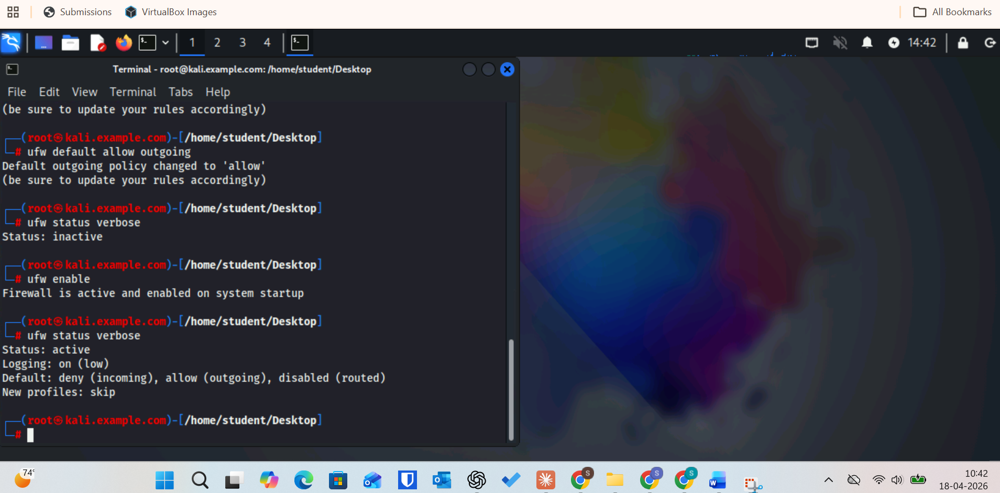 Submissions VirtualBox Images All Bookmarks
1 2 3 4 14:42
Terminal - root@kali.example.com: /home/student/Desktop
File Edit View Terminal Tabs Help
(be sure to update your rules accordingly)
(root㉿kali.example.com)-[/home/student/Desktop]
# ufw default allow outgoing
Default outgoing policy changed to 'allow'
(be sure to update your rules accordingly)
(root㉿kali.example.com)-[/home/student/Desktop]
# ufw status verbose
Status: inactive
(root㉿kali.example.com)-[/home/student/Desktop]
# ufw enable
Firewall is active and enabled on system startup
(root㉿kali.example.com)-[/home/student/Desktop]
# ufw status verbose
Status: active
Logging: on (low)
Default: deny (incoming), allow (outgoing), disabled (routed)
New profiles: skip
(root㉿kali.example.com)-[/home/student/Desktop]
#
74°
10:42
18-04-2026